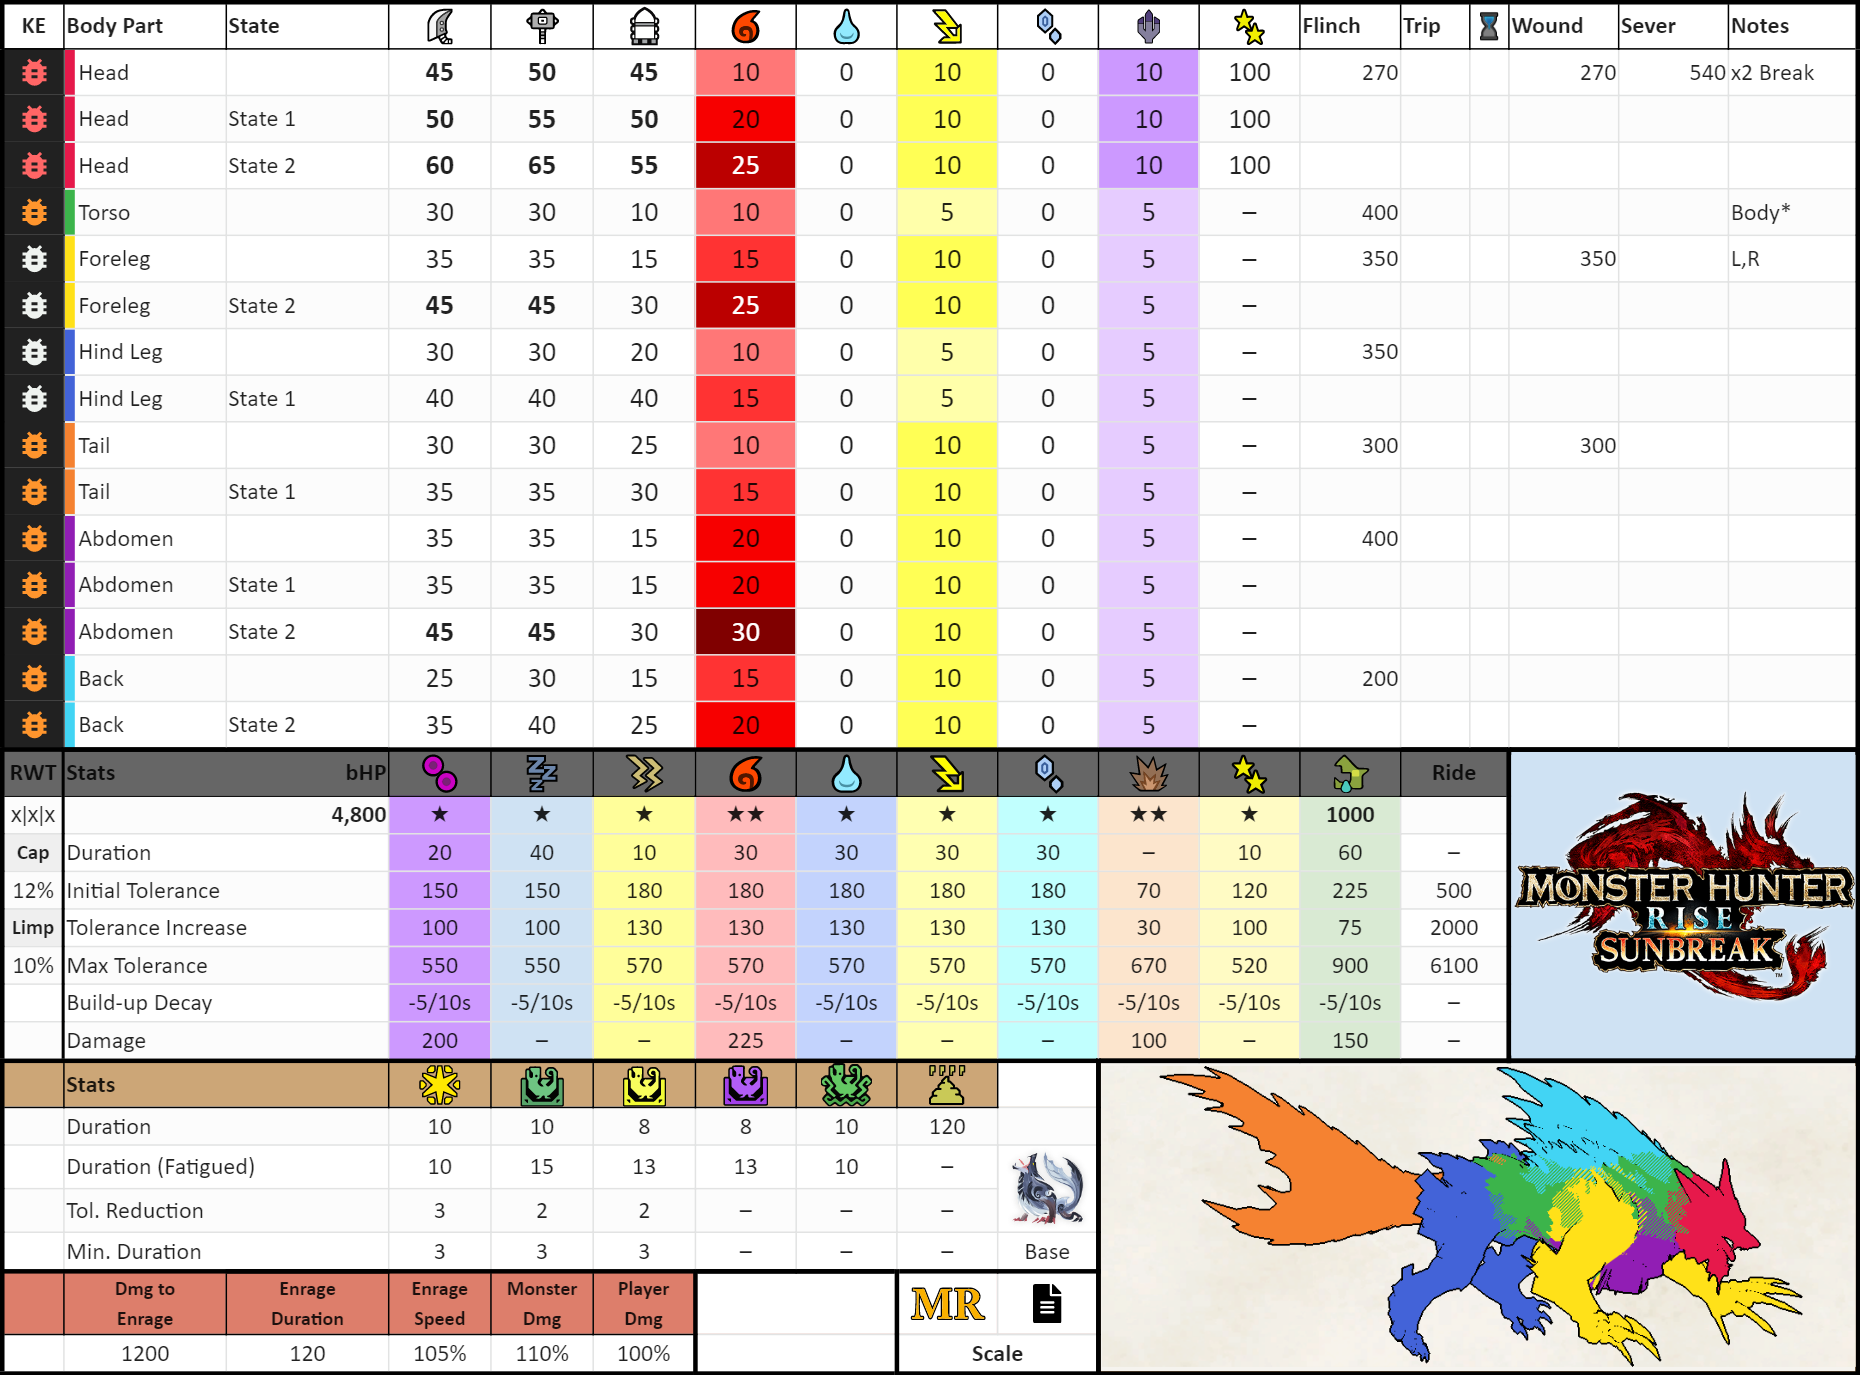 KE Body Part State Flinch Trip Wound Sever Notes
Head 45 50 45 10 0 10 0 10 100 270 270 540 x2 Break
Head State 1 50 55 50 20 0 10 0 10 100
Head State 2 60 65 55 25 0 10 0 10 100
Torso 30 30 10 10 0 5 0 5 – 400 Body*
Foreleg 35 35 15 15 0 10 0 5 – 350 350 L,R
Foreleg State 2 45 45 30 25 0 10 0 5 –
Hind Leg 30 30 20 10 0 5 0 5 – 350
Hind Leg State 1 40 40 40 15 0 5 0 5 –
Tail 30 30 25 10 0 10 0 5 – 300 300
Tail State 1 35 35 30 15 0 10 0 5 –
Abdomen 35 35 15 20 0 10 0 5 – 400
Abdomen State 1 35 35 15 20 0 10 0 5 –
Abdomen State 2 45 45 30 30 0 10 0 5 –
Back 25 30 15 15 0 10 0 5 – 200
Back State 2 35 40 25 20 0 10 0 5 –
RWT Stats bHP Ride
x|x|x 4,800 ★ ★ ★ ★★ ★ ★ ★ ★★ ★ 1000
Cap Duration 20 40 10 30 30 30 30 – 10 60 –
12% Initial Tolerance 150 150 180 180 180 180 180 70 120 225 500
Limp Tolerance Increase 100 100 130 130 130 130 130 30 100 75 2000
10% Max Tolerance 550 550 570 570 570 570 570 670 520 900 6100
Build-up Decay -5/10s -5/10s -5/10s -5/10s -5/10s -5/10s -5/10s -5/10s -5/10s -5/10s –
Damage 200 – – 225 – – – 100 – 150 –
MONSTER HUNTER
RISE
SUNBREAK
™
Stats
Duration 10 10 8 8 10 120
Duration (Fatigued) 10 15 13 13 10 –
Tol. Reduction 3 2 2 – – –
Min. Duration 3 3 3 – – – Base
Dmg to Enrage Enrage Monster Player
Enrage Duration Speed Dmg Dmg
MR
1200 120 105% 110% 100% Scale